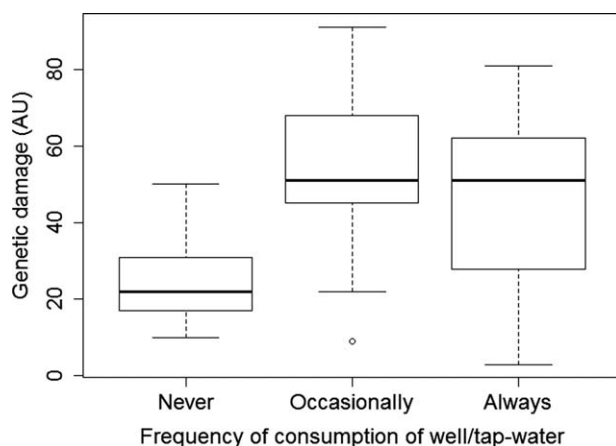 Genetic damage (AU)
80
60
40
20
0
Never Occasionally Always
Frequency of consumption of well/tap-water